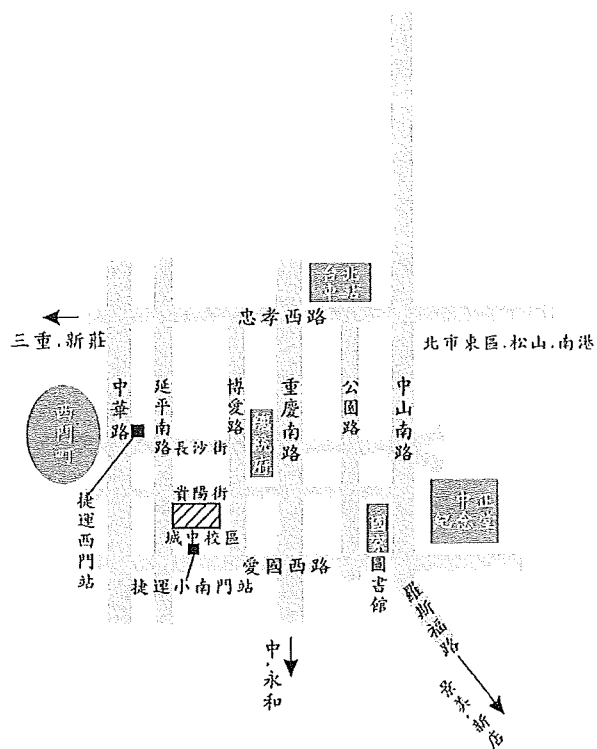 台北
車站
忠孝西路
三重.新莊
北市東區.松山.南港
西門町
中華路
延平南路
博愛路
總統府
重慶南路
公園路
中山南路
長沙街
貴陽街
中正
紀念堂
捷運西門站
城中校區
國家圖書館
愛國西路
捷運小南門站
羅斯福路
中.永和
景美.新店